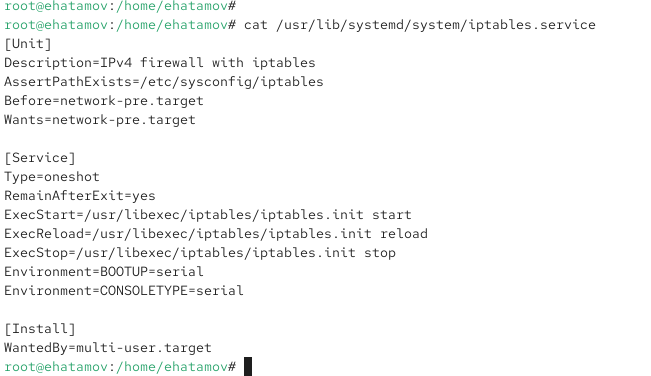 root@ehatamov:/home/ehatamov#
root@ehatamov:/home/ehatamov# cat /usr/lib/systemd/system/iptables.service
[Unit]
Description=IPv4 firewall with iptables
AssertPathExists=/etc/sysconfig/iptables
Before=network-pre.target
Wants=network-pre.target

[Service]
Type=oneshot
RemainAfterExit=yes
ExecStart=/usr/libexec/iptables/iptables.init start
ExecReload=/usr/libexec/iptables/iptables.init reload
ExecStop=/usr/libexec/iptables/iptables.init stop
Environment=BOOTUP=serial
Environment=CONSOLETYPE=serial

[Install]
WantedBy=multi-user.target
root@ehatamov:/home/ehatamov#